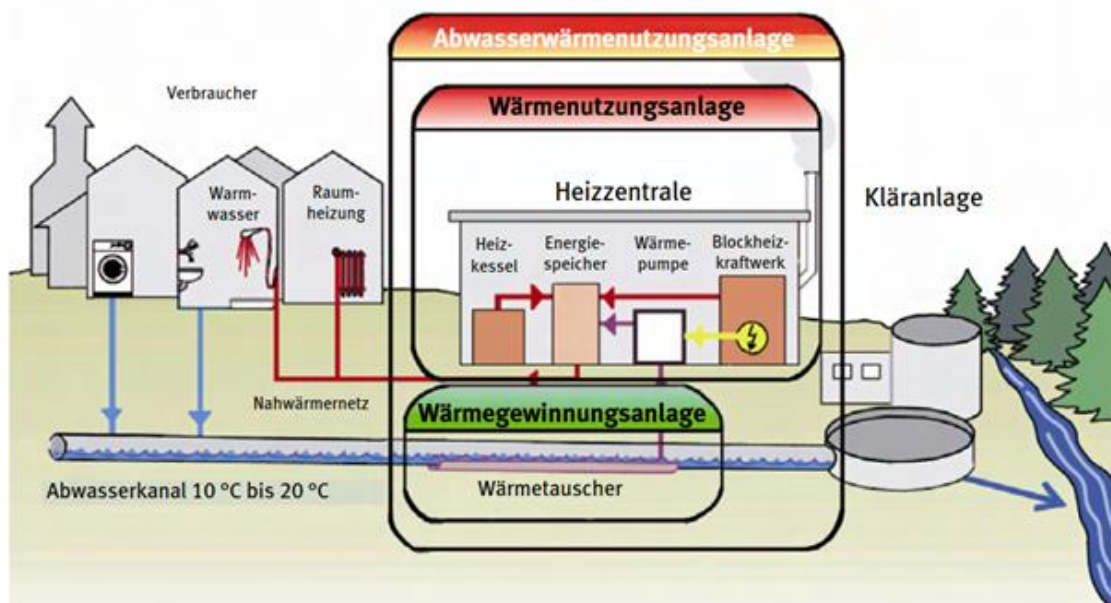 Abwasserwärmenutzungsanlage
Verbraucher
Wärmenutzungsanlage
Warm-
wasser
Raum-
heizung
Heizzentrale
Kläranlage
Heiz-
kessel
Energie-
speicher
Wärme-
pumpe
Blockheiz-
kraftwerk
Nahwärmernetz
Wärmegewinnungsanlage
Abwasserkanal 10 °C bis 20 °C
Wärmetauscher